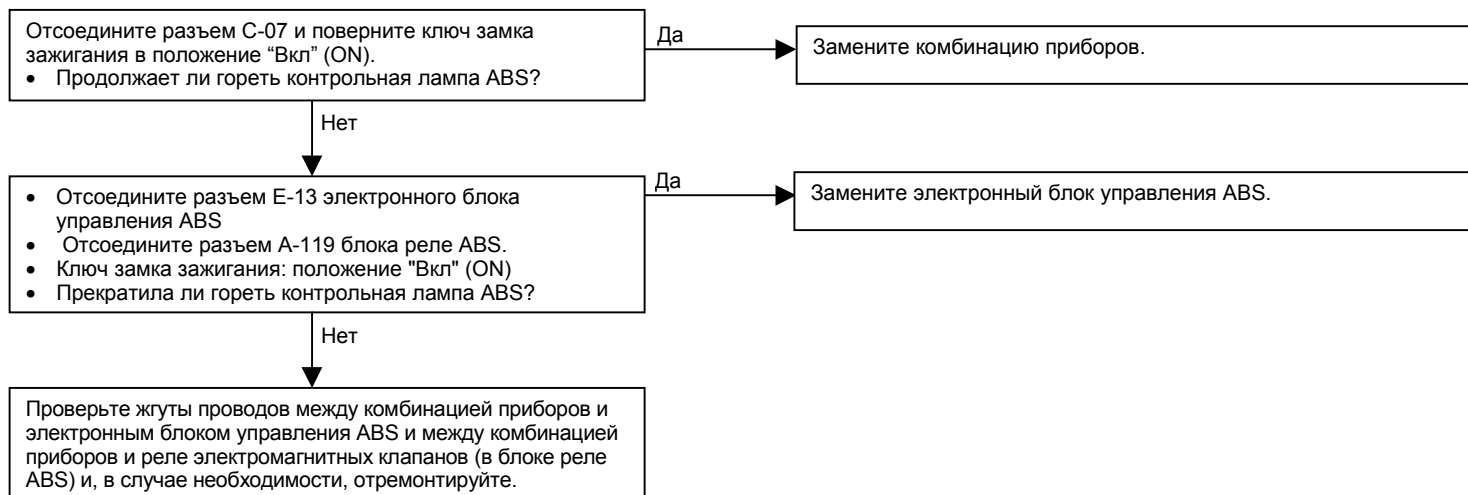 Отсоедините разъем С-07 и поверните ключ замка
зажигания в положение “Вкл” (ON).
• Продолжает ли гореть контрольная лампа ABS?
Да
Замените комбинацию приборов.
Нет
• Отсоедините разъем Е-13 электронного блока
управления ABS
• Отсоедините разъем А-119 блока реле ABS.
• Ключ замка зажигания: положение "Вкл" (ON)
• Прекратила ли гореть контрольная лампа ABS?
Да
Замените электронный блок управления ABS.
Нет
Проверьте жгуты проводов между комбинацией приборов и
электронным блоком управления ABS и между комбинацией
приборов и реле электромагнитных клапанов (в блоке реле
ABS) и, в случае необходимости, отремонтируйте.